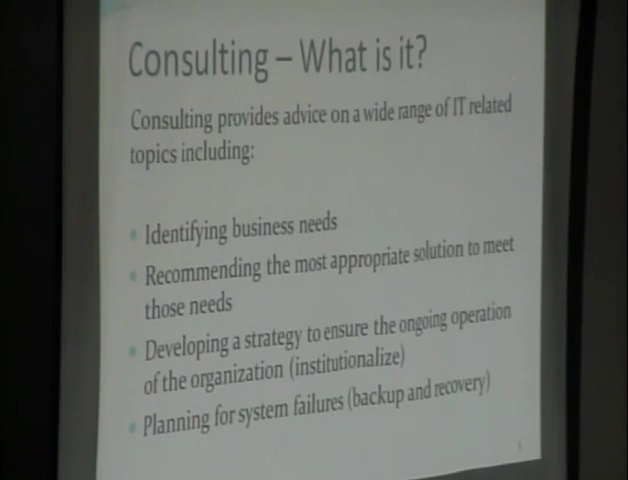 Consulting – What is it?
Consulting provides advice on a wide range of IT related
topics including:
• Identifying business needs
• Recommending the most appropriate solution to meet
those needs
• Developing a strategy to ensure the ongoing operation
of the organization (institutionalize)
• Planning for system failures (backup and recovery)